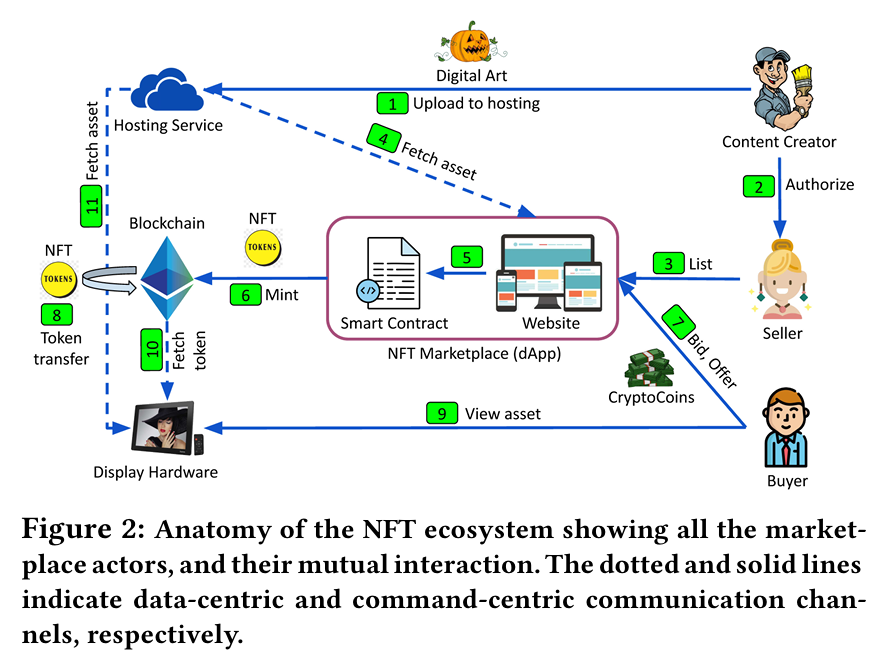 Digital Art
1 Upload to hosting
Hosting Service
Content Creator
4 Fetch asset
2 Authorize
11 Fetch asset
Blockchain
NFT
TOKENS
NFT
TOKENS
8
Token
transfer
6 Mint
5
Smart Contract
Website
NFT Marketplace (dApp)
3 List
Seller
7 Bid, Offer
CryptoCoins
10 Fetch
token
9 View asset
Display Hardware
Buyer
Figure 2: Anatomy of the NFT ecosystem showing all the market-
place actors, and their mutual interaction. The dotted and solid lines
indicate data-centric and command-centric communication chan-
nels, respectively.